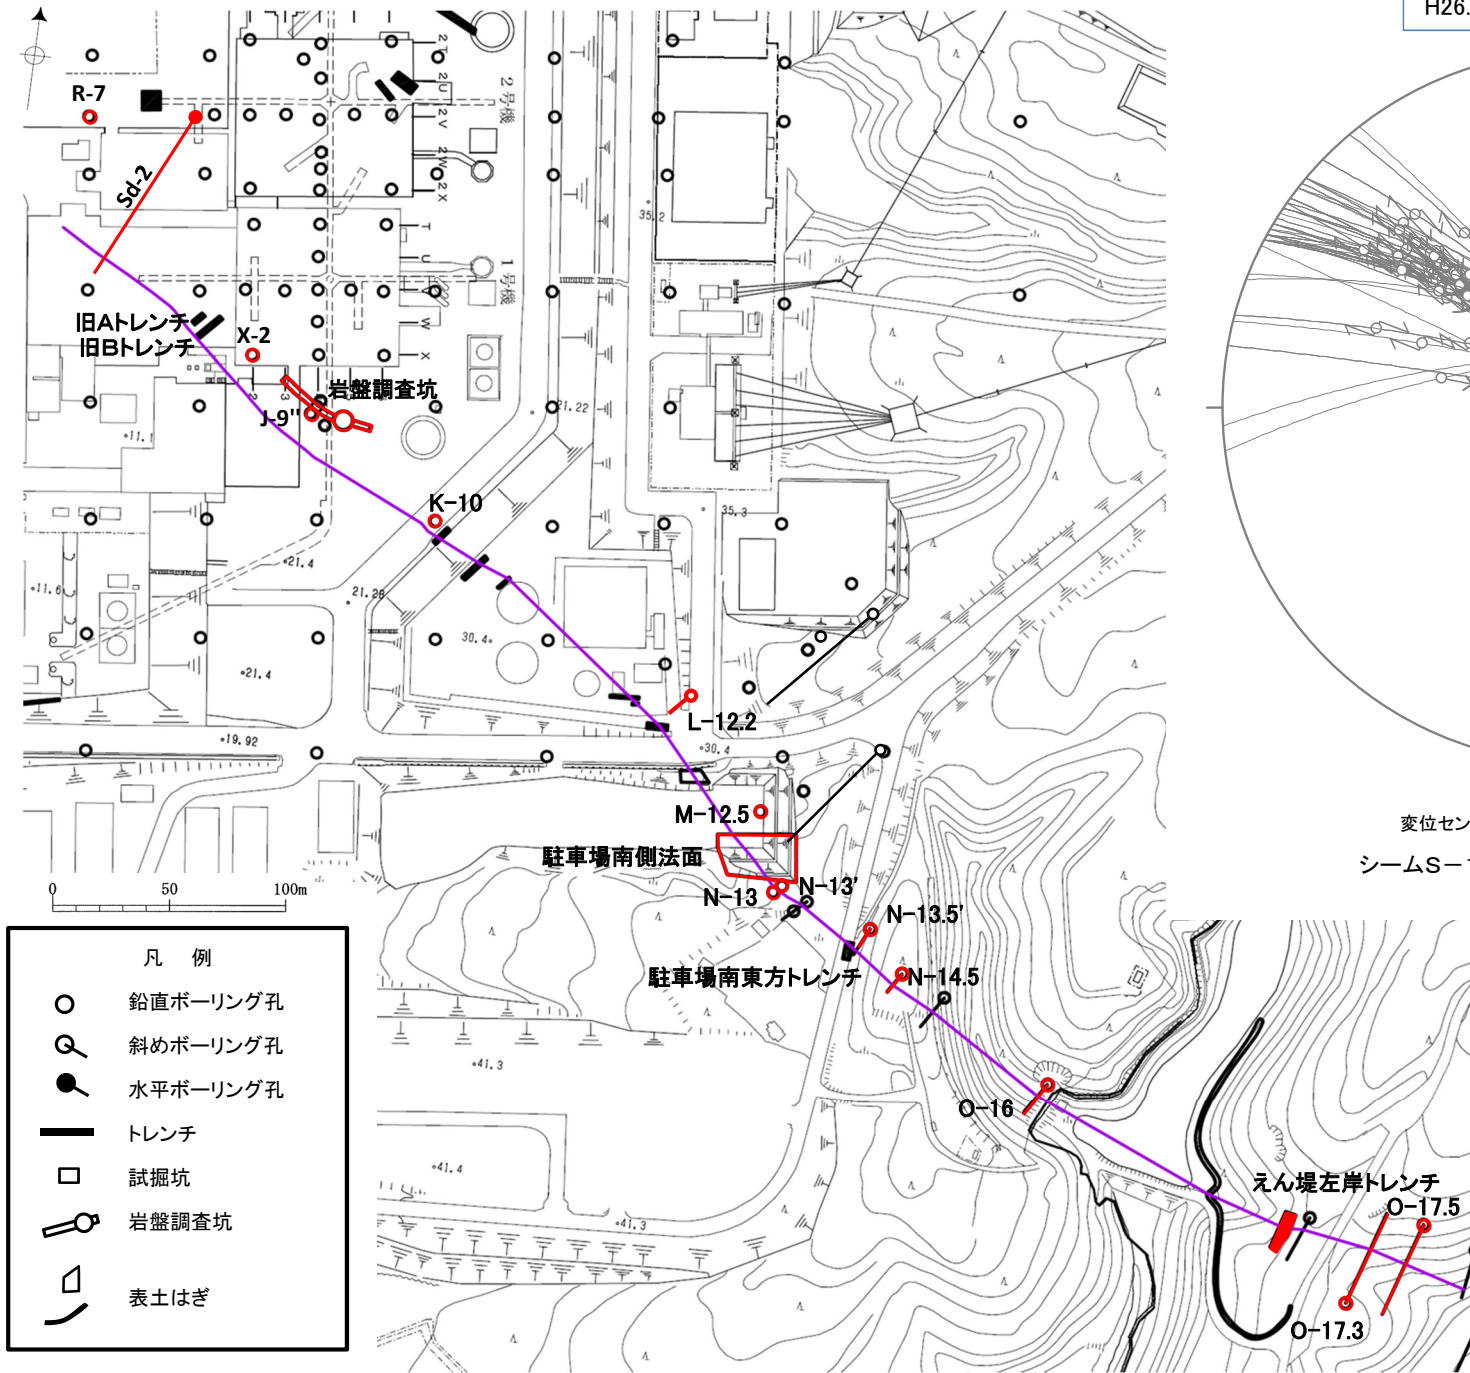 H26.
R-7
Sd-2
2T
2U
2V
2W
2X
2号機
T
U
V
W
X
1号機
35.2
旧Aトレンチ
旧Bトレンチ
X-2
2
3
岩盤調査坑
J-9"
11.1
21.22
K-10
35.3
21.4
11.6
21.28
30.4
21.4
L-12.2
19.92
30.4
M-12.5
変位セン
シームS-
駐車場南側法面
N-13
N-13'
0 50 100m
N-13.5'
駐車場南東方トレンチ
N-14.5
凡 例
鉛直ボーリング孔
斜めボーリング孔
水平ボーリング孔
トレンチ
試掘坑
岩盤調査坑
表土はぎ
41.3
O-16
41.4
えん堤左岸トレンチ
O-17.5
41.3
O-17.3